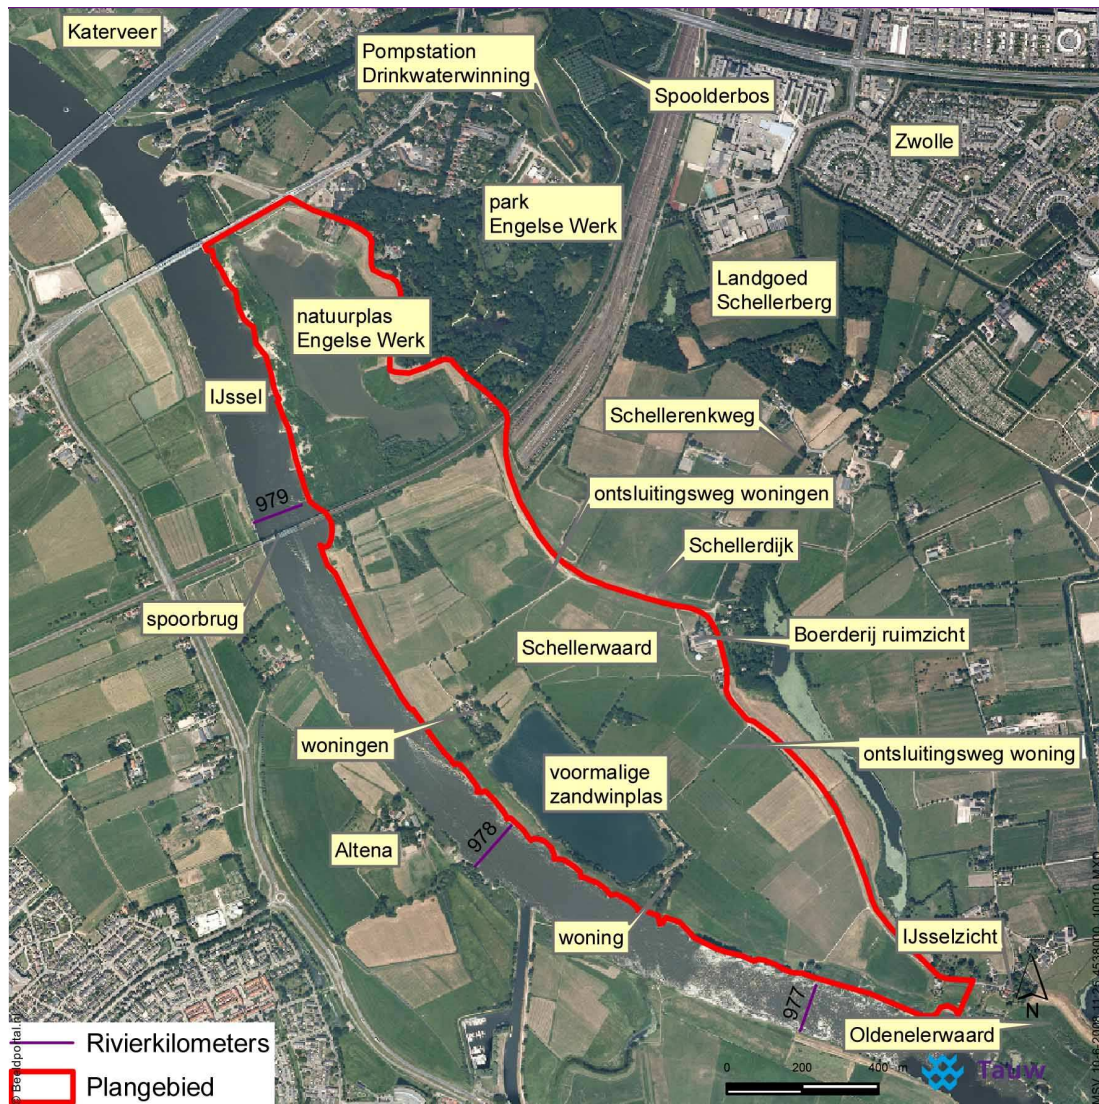 Katerveer
Pompstation
Drinkwaterwinning
Spoolderbos
Zwolle
park
Engelse Werk
Landgoed
Schellerberg
natuurplas
Engelse Werk
IJssel
Schellerenkweg
979
ontsluitingsweg woningen
Schellerdijk
spoorbrug
Boerderij ruimzicht
Schellerwaard
woningen
ontsluitingsweg woning
voormalige
zandwinplas
978
Altena
woning
IJsselzicht
977
N
Oldenelerwaard
Rivierkilometers
Plangebied
0 200 400 m
Tauw